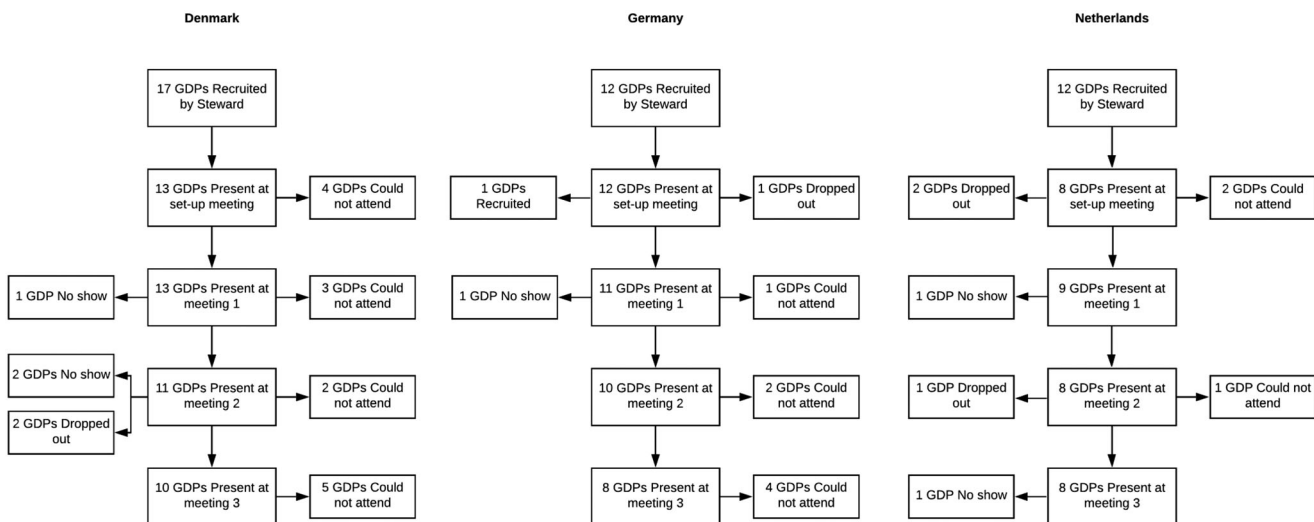 Denmark
17 GDPs Recruited
by Steward
13 GDPs Present at
set-up meeting
4 GDPs Could
not attend
1 GDP No show
13 GDPs Present at
meeting 1
3 GDPs Could
not attend
2 GDPs No show
2 GDPs Dropped
out
11 GDPs Present at
meeting 2
2 GDPs Could
not attend
10 GDPs Present at
meeting 3
5 GDPs Could
not attend
Germany
12 GDPs Recruited
by Steward
1 GDPs
Recruited
12 GDPs Present at
set-up meeting
1 GDPs Dropped
out
1 GDP No show
11 GDPs Present at
meeting 1
1 GDPs Could
not attend
10 GDPs Present at
meeting 2
2 GDPs Could
not attend
8 GDPs Present at
meeting 3
4 GDPs Could
not attend
Netherlands
12 GDPs Recruited
by Steward
2 GDPs Dropped
out
8 GDPs Present at
set-up meeting
2 GDPs Could
not attend
1 GDP No show
9 GDPs Present at
meeting 1
1 GDP Dropped
out
8 GDPs Present at
meeting 2
1 GDP Could not
attend
1 GDP No show
8 GDPs Present at
meeting 3